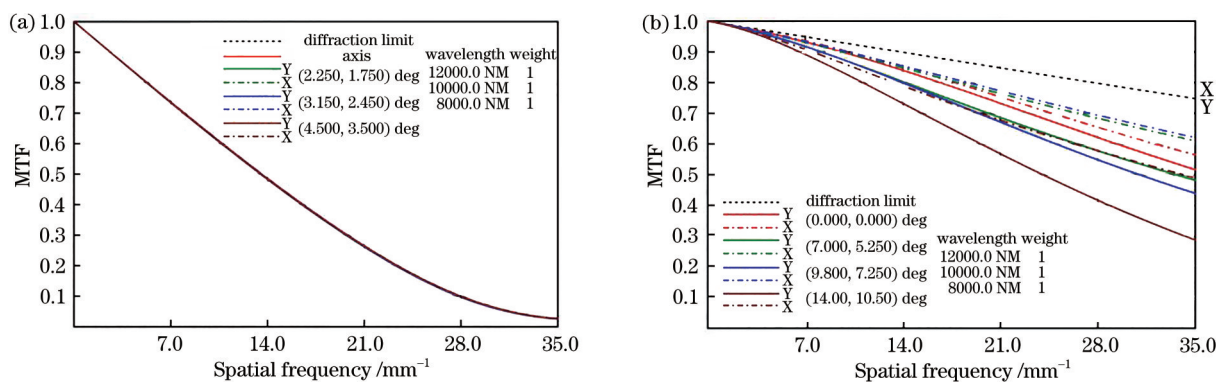 (a)
1.0
0.9
0.8
0.7
0.6
0.5
0.4
0.3
0.2
0.1
MTF
diffraction limit
axis
wavelength weight
Y
X
(2.250, 1.750) deg
12000.0 NM 1
Y
X
(3.150, 2.450) deg
10000.0 NM 1
8000.0 NM 1
Y
X
(4.500, 3.500) deg
7.0
14.0
21.0
28.0
35.0
Spatial frequency /mm⁻¹
(b)
1.0
0.9
0.8
0.7
0.6
0.5
0.4
0.3
0.2
0.1
MTF
X
Y
diffraction limit
Y
X
(0.000, 0.000) deg
Y
X
(7.000, 5.250) deg
wavelength weight
12000.0 NM 1
Y
X
(9.800, 7.250) deg
10000.0 NM 1
8000.0 NM 1
Y
X
(14.00, 10.50) deg
7.0
14.0
21.0
28.0
35.0
Spatial frequency /mm⁻¹